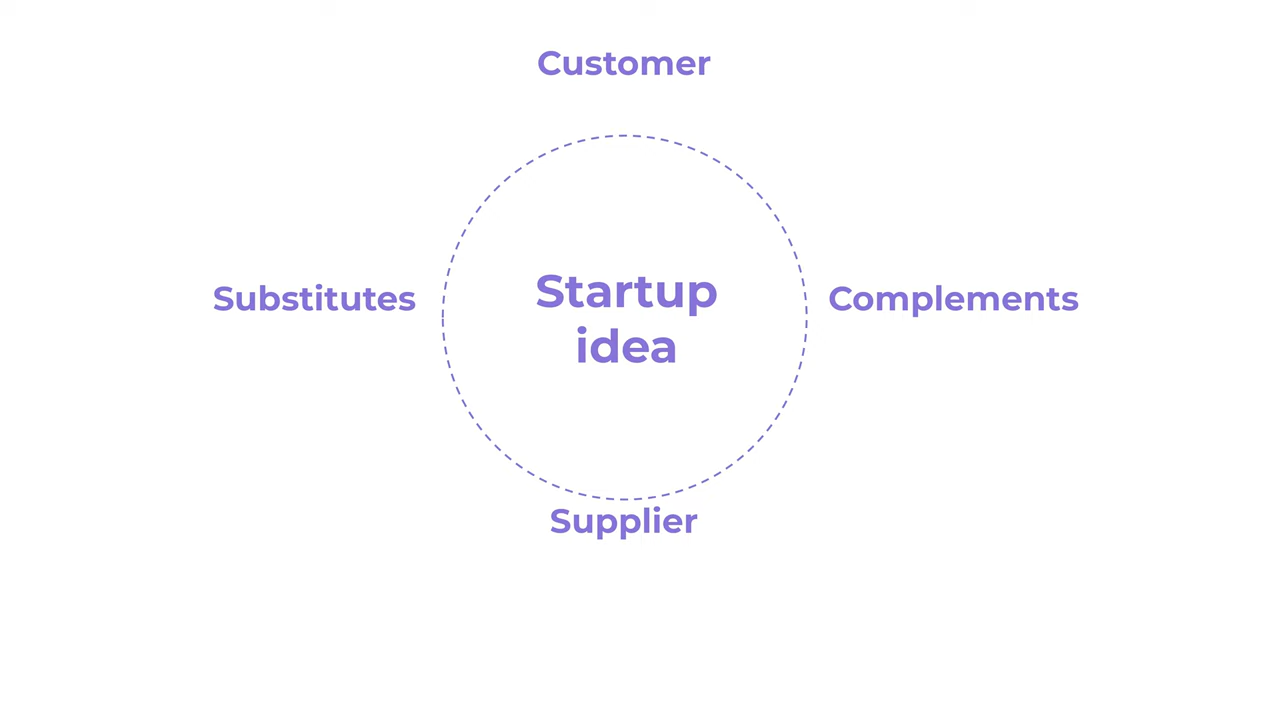 Customer
Substitutes
Startup
idea
Complements
Supplier